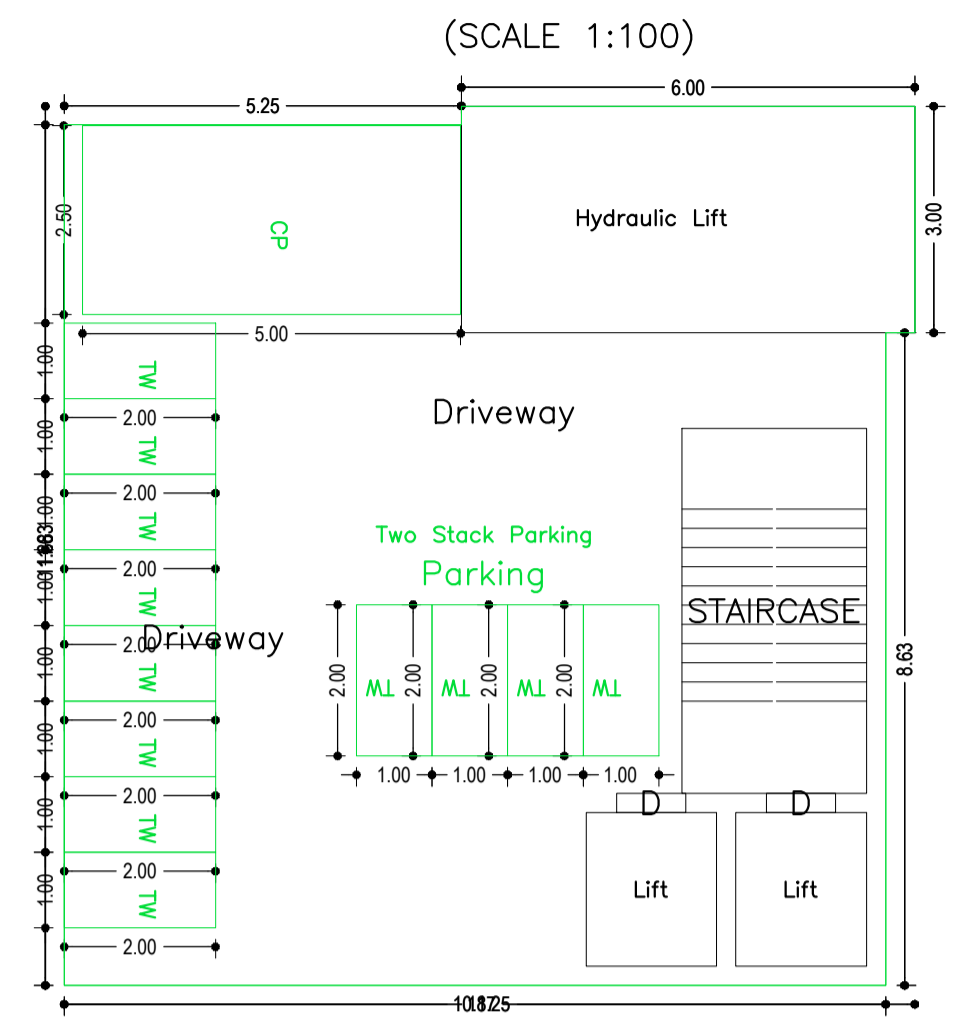 (SCALE 1:100)
6.00
5.25
2.50
CP
Hydraulic Lift
3.00
5.00
1.00
TW
2.00
Driveway
1.00
TW
2.00
1.00
TW
Two Stack Parking
2.00
Parking
1.00
TW
STAIRCASE
Driveway
2.00
8.63
1.00
TW
2.00
2.00
2.00
2.00
TW
TW
TW
TW
2.00
1.00
TW
1.00
1.00
1.00
1.00
2.00
D
D
1.00
TW
2.00
Lift
Lift
1.00
TW
2.00